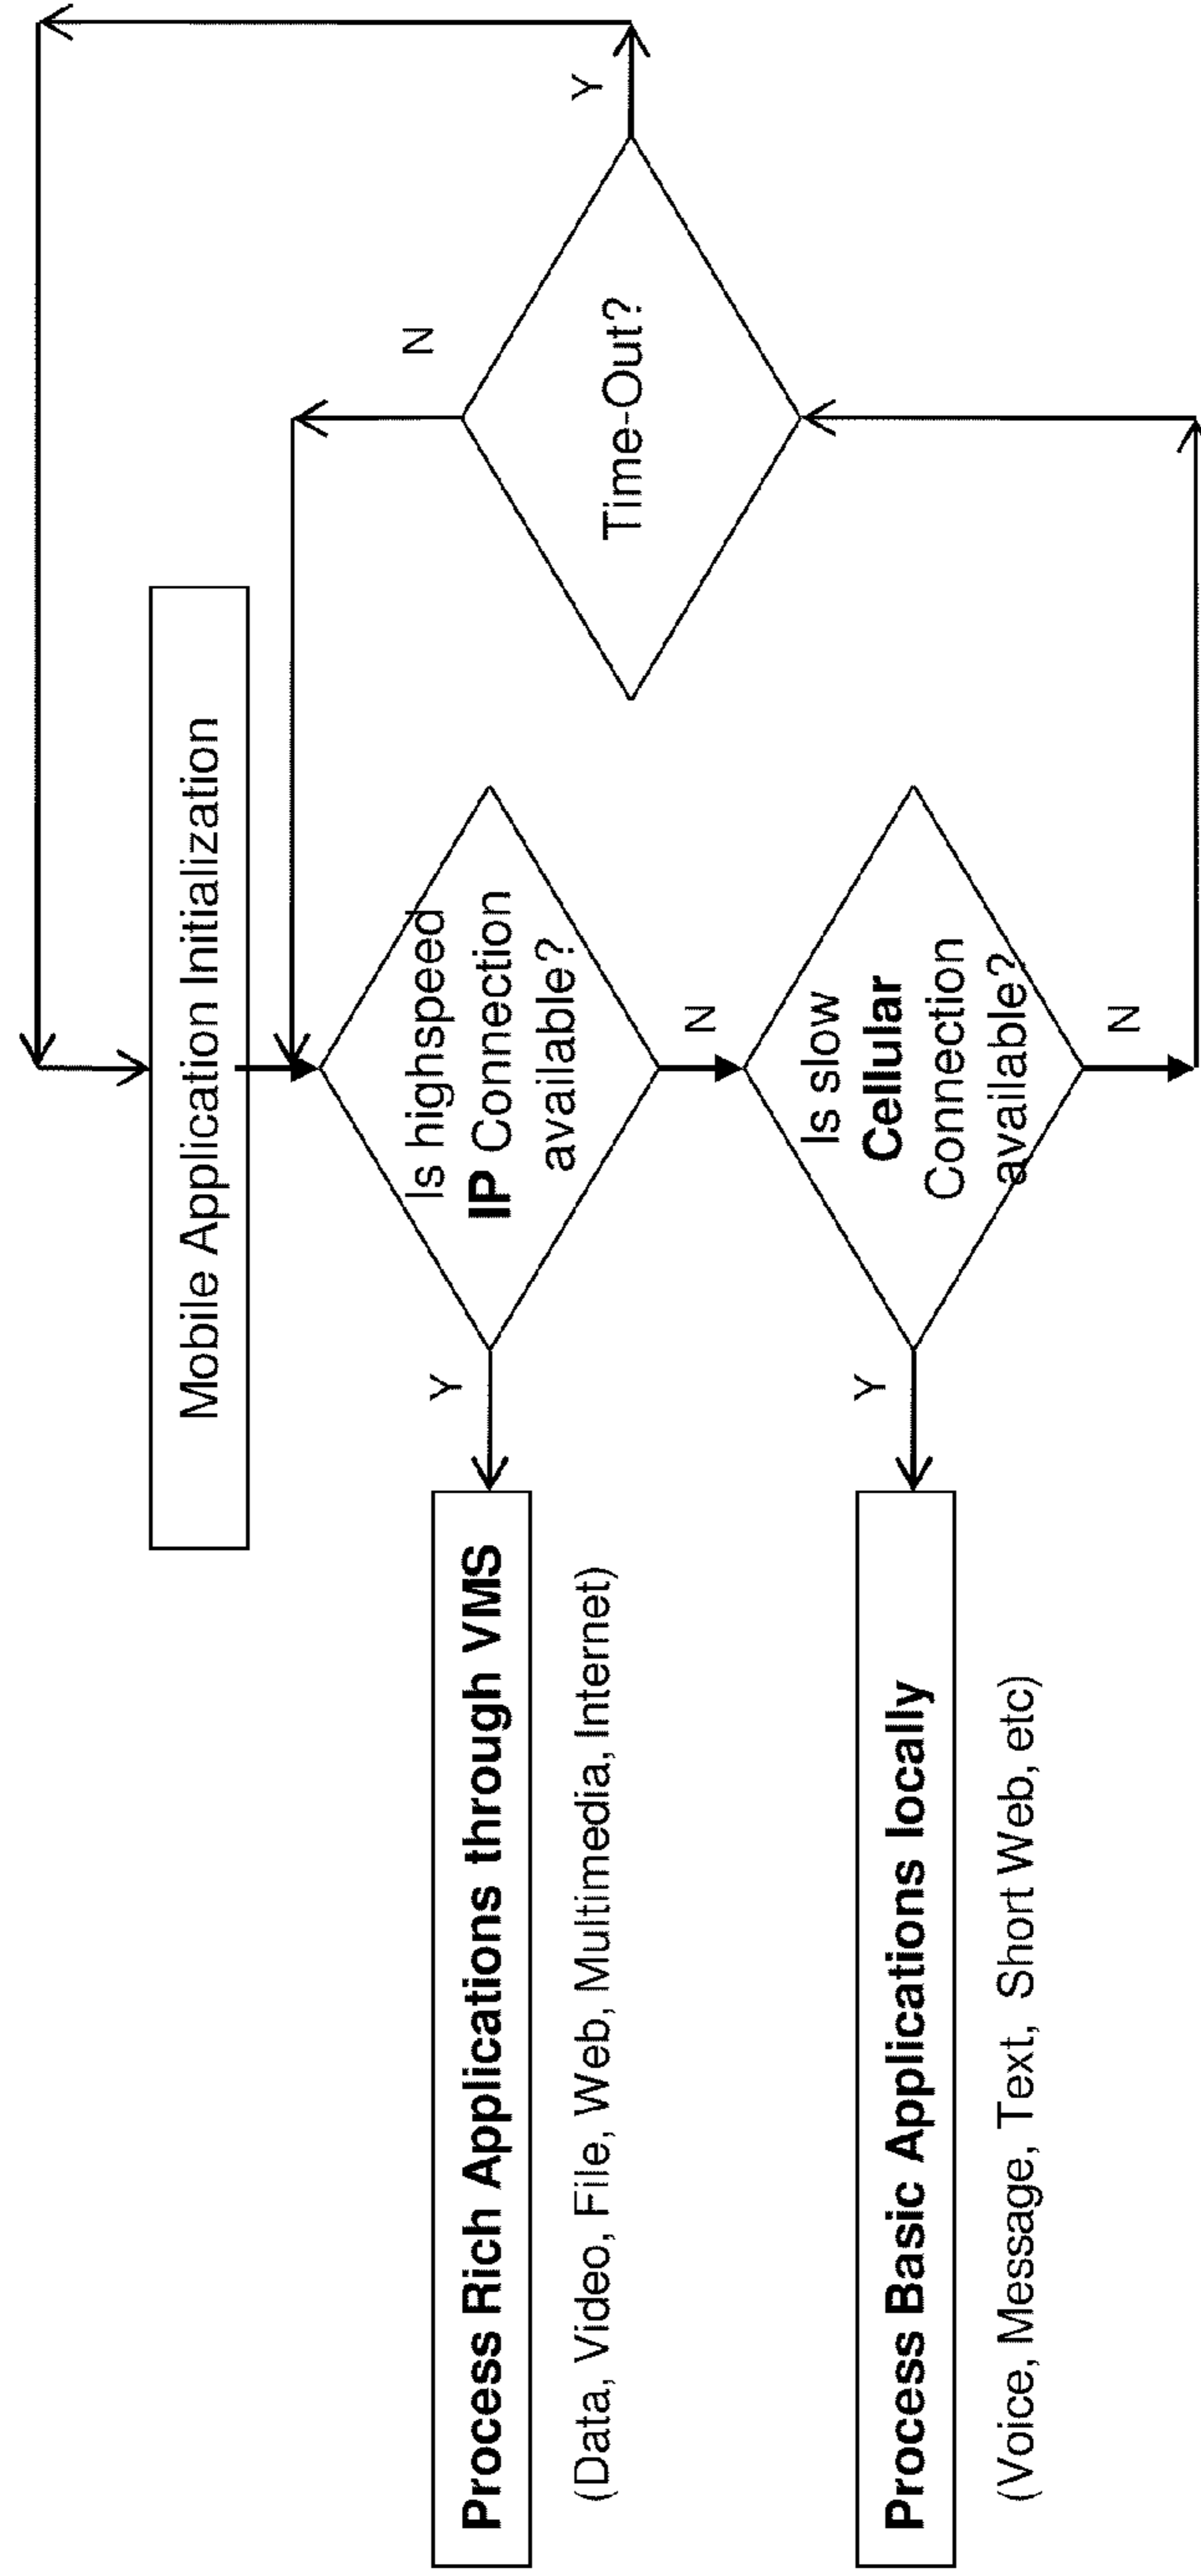 Mobile Application Initialization
Is highspeed
IP Connection
available?
Y
N
Process Rich Applications through VMS
(Data, Video, File, Web, Multimedia, Internet)
Is slow
Cellular
Connection
available?
Y
N
Process Basic Applications locally
(Voice, Message, Text, Short Web, etc)
Time-Out?
N
Y